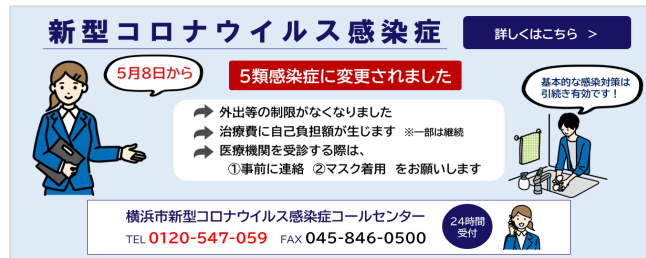 新型コロナウイルス感染症
詳しくはこちら ＞
5月8日から
5類感染症に変更されました
基本的な感染対策は
引続き有効です！
外出等の制限がなくなりました
治療費に自己負担額が生じます ※一部は継続
医療機関を受診する際は、
①事前に連絡 ②マスク着用 をお願いします
横浜市新型コロナウイルス感染症コールセンター
TEL 0120-547-059 FAX 045-846-0500
24時間
受付